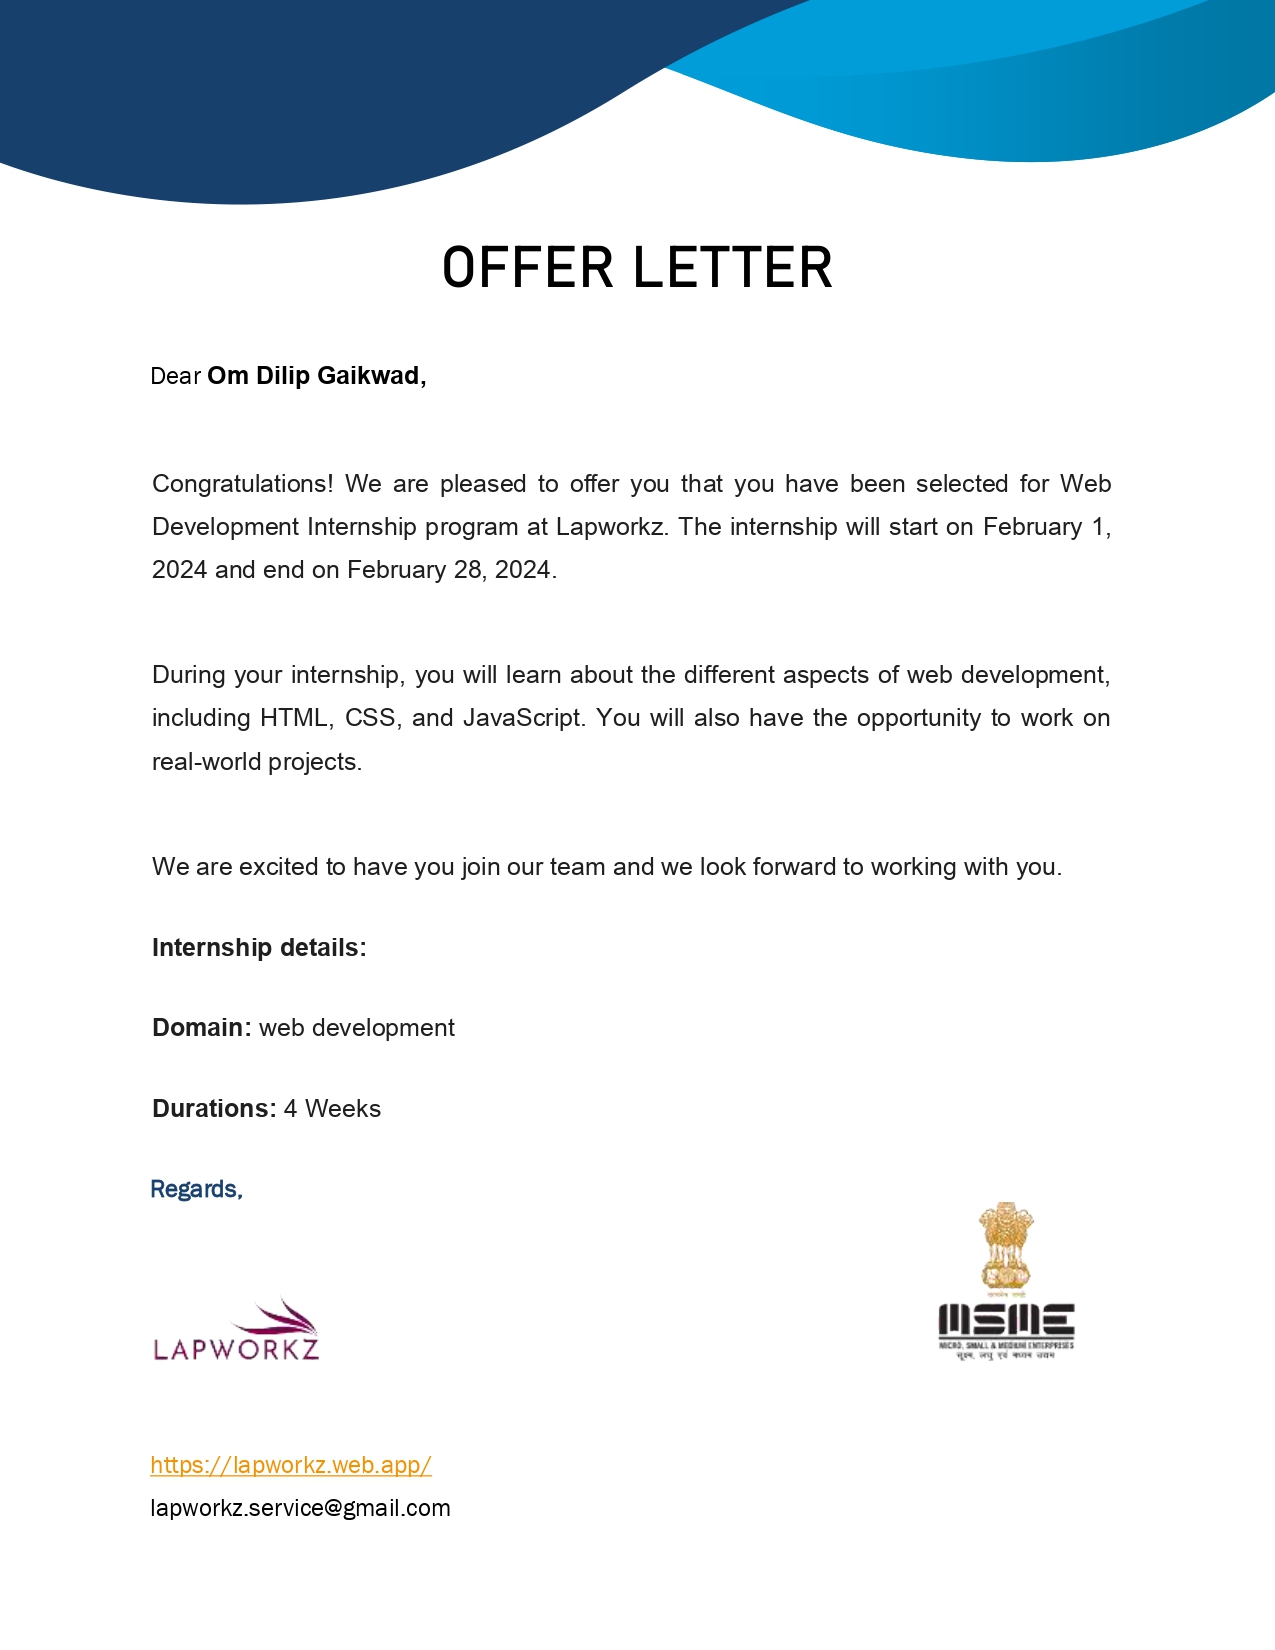 OFFER LETTER
Dear Om Dilip Gaikwad,
Congratulations! We are pleased to offer you that you have been selected for Web
Development Internship program at Lapworkz. The internship will start on February 1,
2024 and end on February 28, 2024.
During your internship, you will learn about the different aspects of web development,
including HTML, CSS, and JavaScript. You will also have the opportunity to work on
real-world projects.
We are excited to have you join our team and we look forward to working with you.
Internship details:
Domain: web development
Durations: 4 Weeks
Regards,
LAPWORKZ
MSME
MICRO, SMALL & MEDIUM ENTERPRISES
सूक्ष्म, लघु एवं मध्यम उद्यम
https://lapworkz.web.app/
lapworkz.service@gmail.com